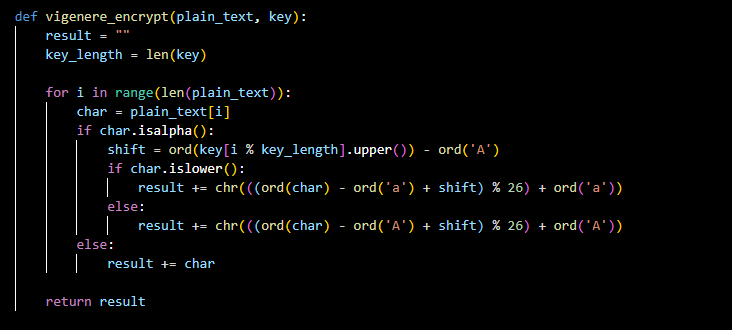 def vigenere_encrypt(plain_text, key):
    result = ""
    key_length = len(key)

    for i in range(len(plain_text)):
        char = plain_text[i]
        if char.isalpha():
            shift = ord(key[i % key_length].upper()) - ord('A')
            if char.islower():
                result += chr(((ord(char) - ord('a') + shift) % 26) + ord('a'))
            else:
                result += chr(((ord(char) - ord('A') + shift) % 26) + ord('A'))
        else:
            result += char

    return result